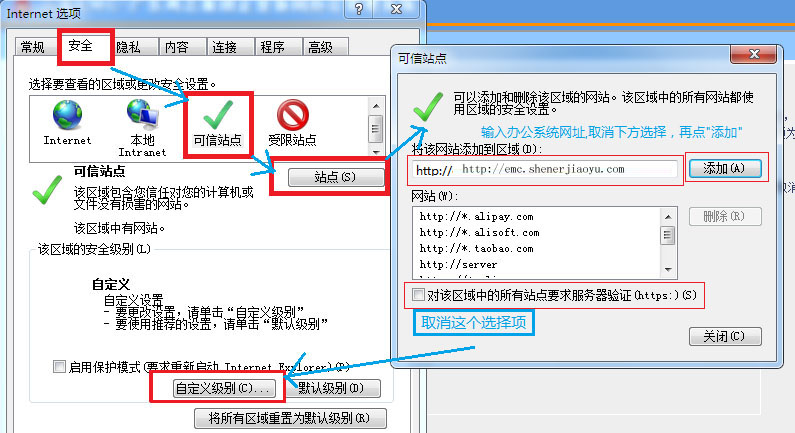 Internet 选项
常规 安全 隐私 内容 连接 程序 高级
选择要查看的区域或更改安全设置。
Internet 本地 Intranet 可信站点 受限站点
可信站点
站点(S)
该区域包含您信任对您的计算机或
文件没有损害的网站。
该区域中有网站。
该区域的安全级别(L)
自定义
自定义设置
- 要更改设置，请单击“自定义级别”
- 要使用推荐的设置，请单击“默认级别”
启用保护模式(要求重新启动 Internet Explorer)(P)
自定义级别(C)... 默认级别(D)
将所有区域重置为默认级别(R)
可信站点
可以添加和删除该区域的网站。该区域中的所有网站都使
用区域的安全设置。
输入办公系统网址,取消下方选择，再点"添加"
将该网站添加到区域(D):
http:/ http://emc.shenerjiaoyu.com 添加(A)
网站(W):
http://*.alipay.com 删除(R)
http://*.alisoft.com
http://*.taobao.com
http://server
对该区域中的所有站点要求服务器验证(https:)(S)
取消这个选择项
关闭(C)